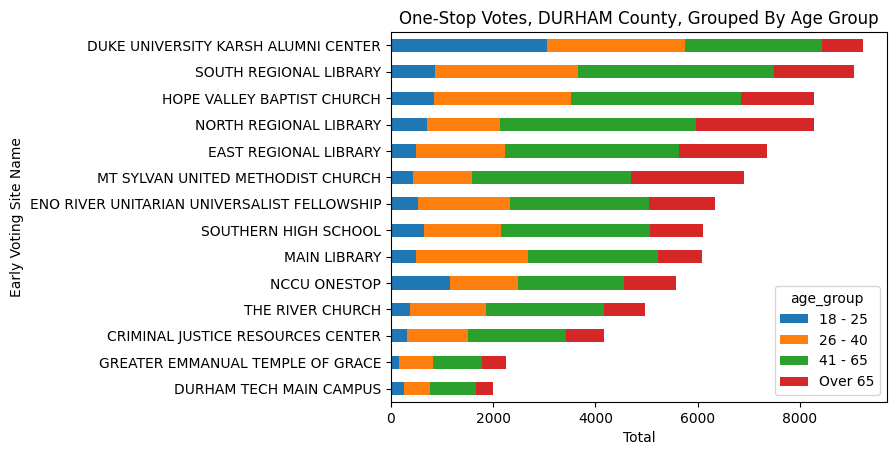 One-Stop Votes, DURHAM County, Grouped By Age Group
Early Voting Site Name
DUKE UNIVERSITY KARSH ALUMNI CENTER
SOUTH REGIONAL LIBRARY
HOPE VALLEY BAPTIST CHURCH
NORTH REGIONAL LIBRARY
EAST REGIONAL LIBRARY
MT SYLVAN UNITED METHODIST CHURCH
ENO RIVER UNITARIAN UNIVERSALIST FELLOWSHIP
SOUTHERN HIGH SCHOOL
MAIN LIBRARY
NCCU ONESTOP
THE RIVER CHURCH
CRIMINAL JUSTICE RESOURCES CENTER
GREATER EMMANUAL TEMPLE OF GRACE
DURHAM TECH MAIN CAMPUS
age_group
18 - 25
26 - 40
41 - 65
Over 65
0 2000 4000 6000 8000
Total